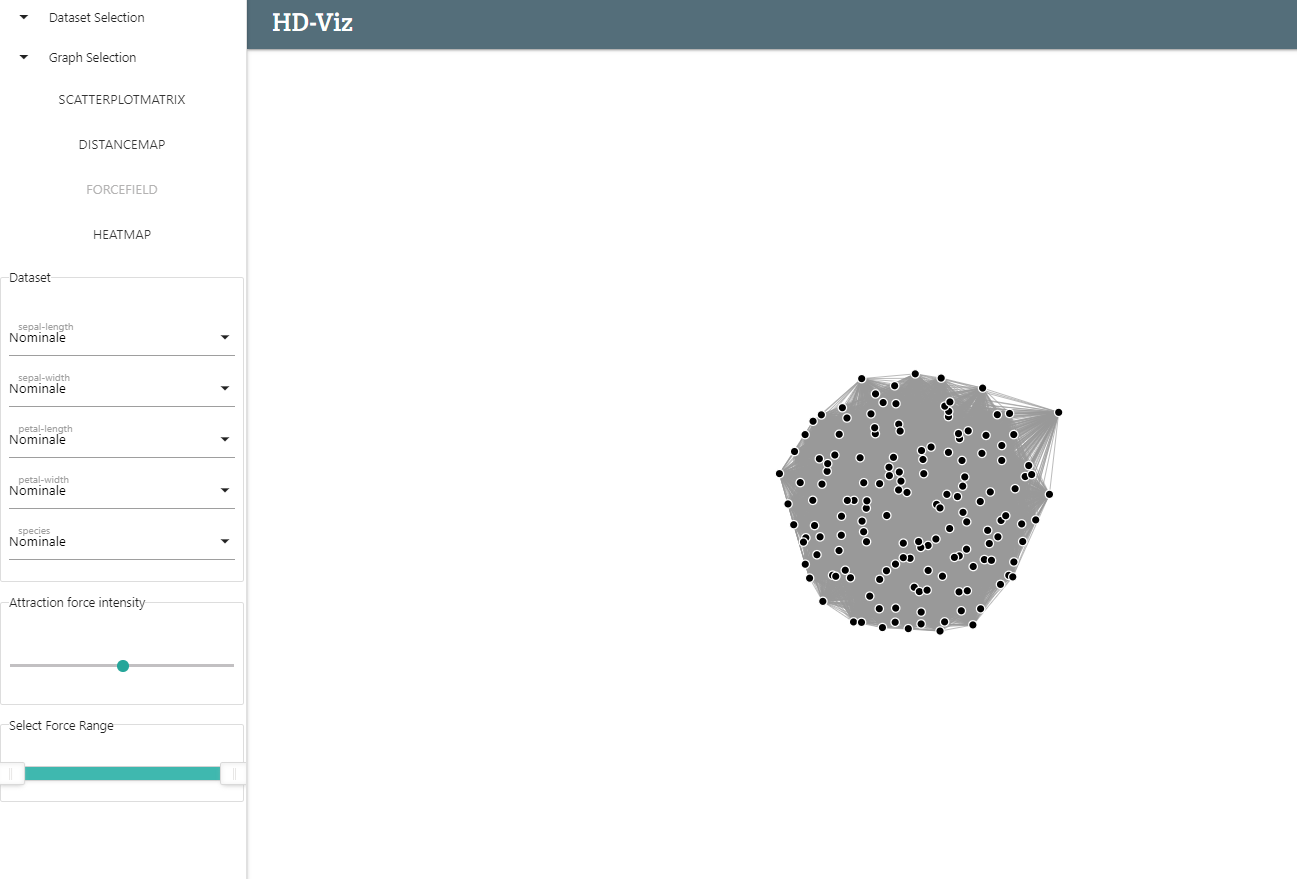 Dataset Selection
HD-Viz
Graph Selection
SCATTERPLOTMATRIX
DISTANCEMAP
FORCEFIELD
HEATMAP
Dataset
sepal-length
Nominale
sepal-width
Nominale
petal-length
Nominale
petal-width
Nominale
species
Nominale
Attraction force intensity
Select Force Range